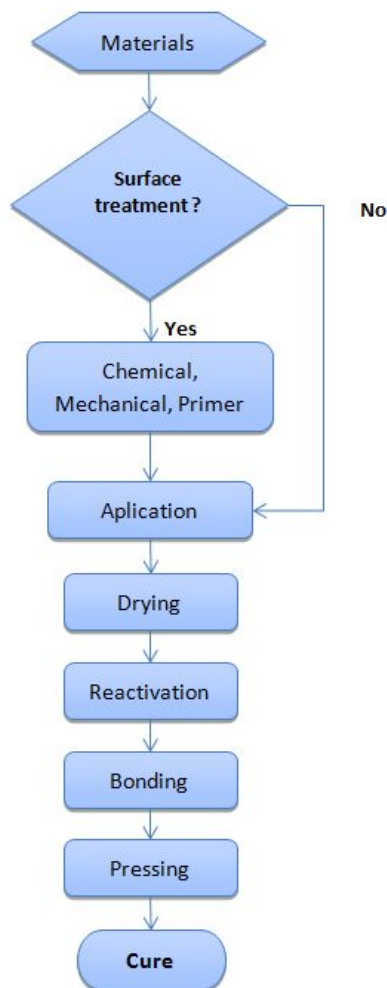 Materials
Surface
treatment ?
No
Yes
Chemical,
Mechanical, Primer
Aplication
Drying
Reactivation
Bonding
Pressing
Cure